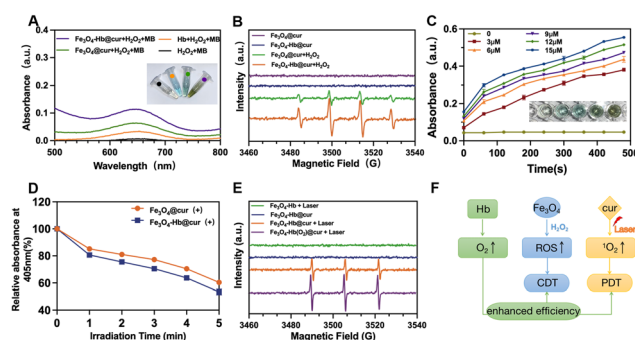 A
Fe₃O₄-Hb@cur+H₂O₂+MB
Hb+H₂O₂+MB
Fe₃O₄@cur+H₂O₂+MB
H₂O₂+MB
Absorbance (a.u.)
0.4
0.3
0.2
0.1
0.0
500
600
700
800
Wavelength (nm)
B
Fe₃O₄@cur
Fe₃O₄-Hb@cur
Fe₃O₄@cur+H₂O₂
Fe₃O₄-Hb@cur+H₂O₂
Intensity (a.u.)
3460
3480
3500
3520
3540
Magnetic Field (G)
C
0
9μM
3μM
12μM
6μM
15μM
Absorbance (a.u.)
0.8
0.6
0.4
0.2
0.0
0
100
200
300
400
500
Time(s)
D
Fe₃O₄@cur (+)
Fe₃O₄-Hb@cur (+)
Relative absorbance at
405nm(%)
120
100
80
60
40
0
1
2
3
4
5
Irradiation Time (min)
E
Fe₃O₄-Hb + Laser
Fe₃O₄-Hb@cur
Fe₃O₄-Hb@cur + Laser
Fe₃O₄-Hb(O₂)@cur + Laser
Intensity (a.u.)
3460
3480
3500
3520
3540
Magnetic Field (G)
F
Hb
Fe₃O₄
cur
H₂O₂
Laser
O₂↑
ROS↑
¹O₂↑
CDT
PDT
enhanced efficiency